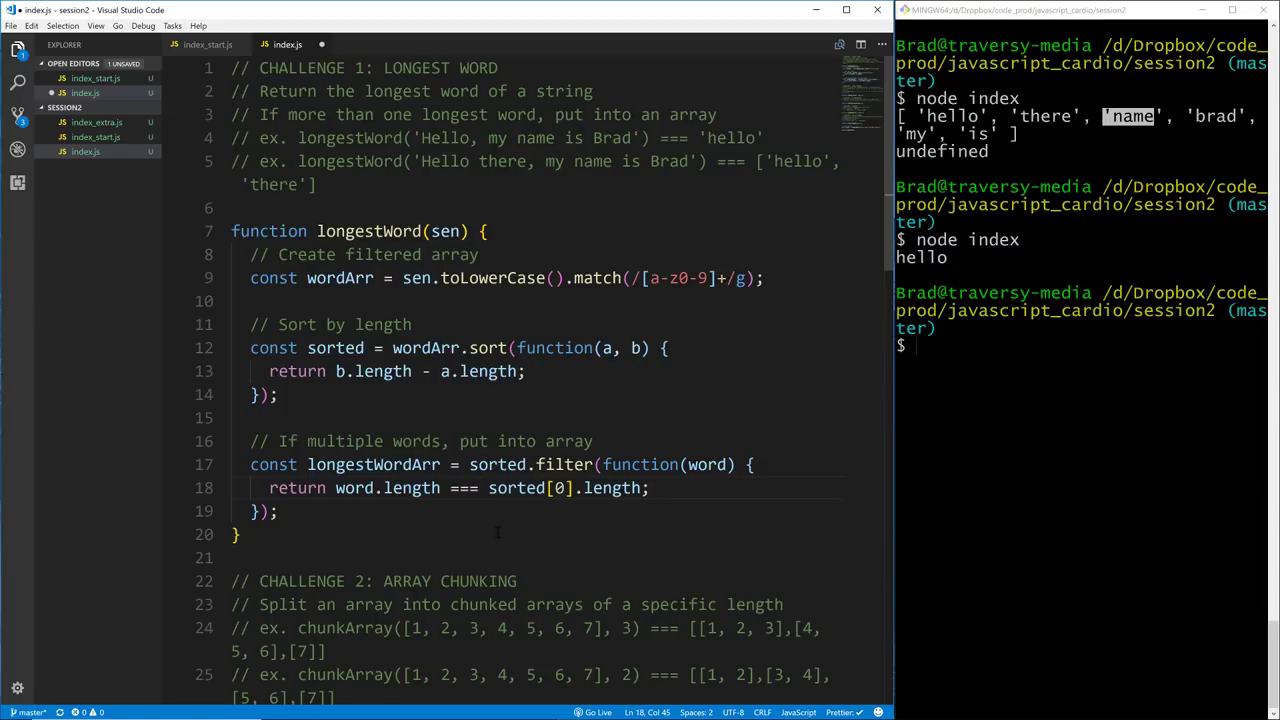 index.js - session2 - Visual Studio Code
File Edit Selection View Go Debug Tasks Help
EXPLORER
OPEN EDITORS 1 UNSAVED
index_start.js U
index.js U
SESSION2
index_extra.js U
index_start.js U
index.js U
index_start.js
index.js
1 // CHALLENGE 1: LONGEST WORD
2 // Return the longest word of a string
3 // If more than one longest word, put into an array
4 // ex. longestWord('Hello, my name is Brad') === 'hello'
5 // ex. longestWord('Hello there, my name is Brad') === ['hello',
'there']
6
7 function longestWord(sen) {
8 // Create filtered array
9 const wordArr = sen.toLowerCase().match(/[a-z0-9]+/g);
10
11 // Sort by length
12 const sorted = wordArr.sort(function(a, b) {
13 return b.length - a.length;
14 });
15
16 // If multiple words, put into array
17 const longestWordArr = sorted.filter(function(word) {
18 return word.length === sorted[0].length;
19 });
20 }
21
22 // CHALLENGE 2: ARRAY CHUNKING
23 // Split an array into chunked arrays of a specific length
24 // ex. chunkArray([1, 2, 3, 4, 5, 6, 7], 3) === [[1, 2, 3],[4,
5, 6],[7]]
25 // ex. chunkArray([1, 2, 3, 4, 5, 6, 7], 2) === [[1, 2],[3, 4],
[5, 6],[7]]
master* 0 0 Go Live Ln 18, Col 45 Spaces: 2 UTF-8 CRLF JavaScript Prettier: ✓
MINGW64:/d/Dropbox/code_prod/javascript_cardio/session2
Brad@traversy-media /d/Dropbox/code_
prod/javascript_cardio/session2 (mas
ter)
$ node index
[ 'hello', 'there', 'name', 'brad',
'my', 'is' ]
undefined
Brad@traversy-media /d/Dropbox/code_
prod/javascript_cardio/session2 (mas
ter)
$ node index
hello
Brad@traversy-media /d/Dropbox/code_
prod/javascript_cardio/session2 (mas
ter)
$